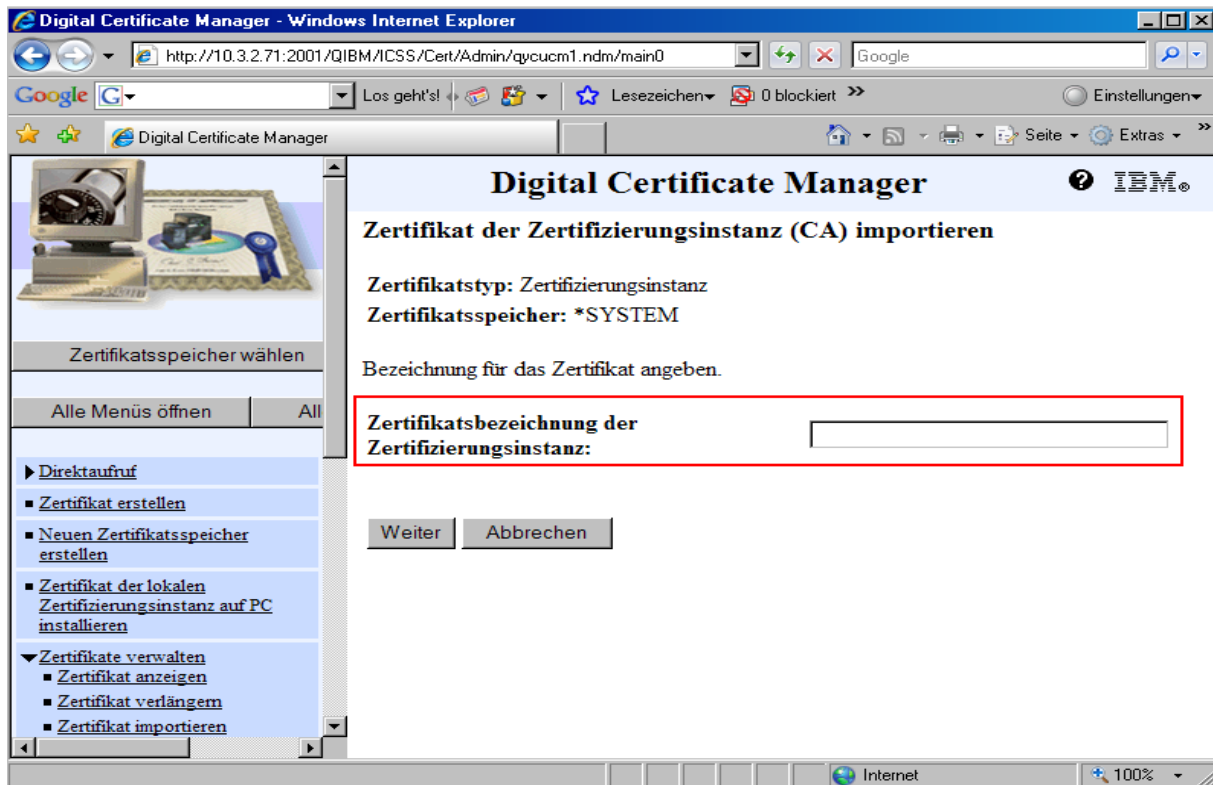 Digital Certificate Manager - Windows Internet Explorer
http://10.3.2.71:2001/QIBM/ICSS/Cert/Admin/qycucm1.ndm/main0
Google
Google G
Los geht's!
Lesezeichen
0 blockiert
Einstellungen
Digital Certificate Manager
Seite
Extras
Zertifikatsspeicher wählen
Alle Menüs öffnen
All
Direktaufruf
Zertifikat erstellen
Neuen Zertifikatsspeicher
erstellen
Zertifikat der lokalen
Zertifizierungsinstanz auf PC
installieren
Zertifikate verwalten
Zertifikat anzeigen
Zertifikat verlängern
Zertifikat importieren
Digital Certificate Manager
IBM®
Zertifikat der Zertifizierungsinstanz (CA) importieren
Zertifikatstyp: Zertifizierungsinstanz
Zertifikatsspeicher: *SYSTEM
Bezeichnung für das Zertifikat angeben.
Zertifikatsbezeichnung der
Zertifizierungsinstanz:
Weiter
Abbrechen
Internet
100%